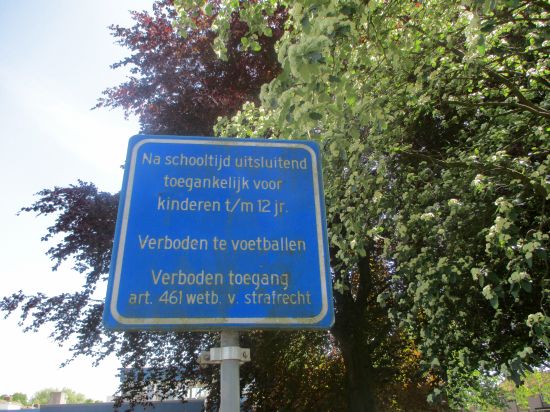 Na schooltijd uitsluitend
toegankelijk voor
kinderen t/m 12 jr.
Verboden te voetballen
Verboden toegang
art. 461 wetb. v. strafrecht